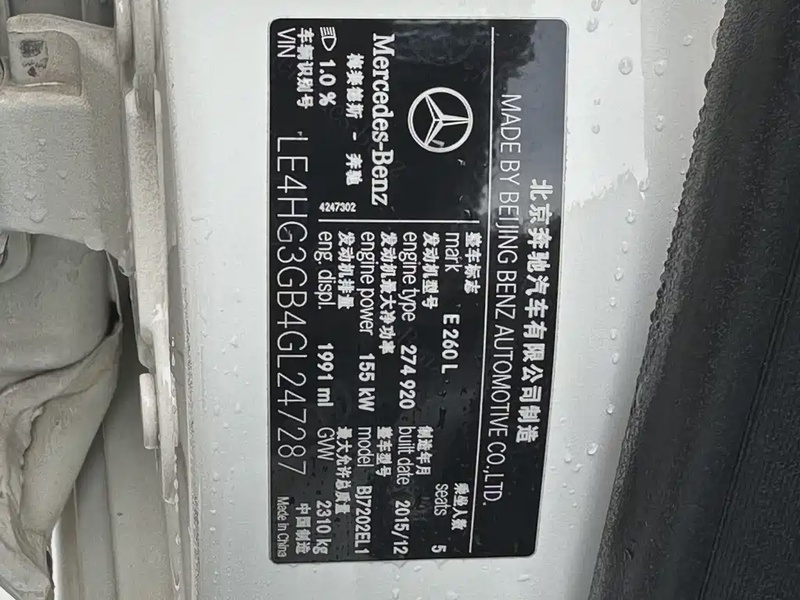 北京奔驰汽车有限公司制造
MADE BY BEIJING BENZ AUTOMOTIVE CO.,LTD.
Mercedes-Benz
梅赛德斯 - 奔驰
1.0 %
4247302
整车标志
mark E 260 L
乘坐人数
seats 5
发动机型号
engine type 274 920
制造年月
built date 2015/12
发动机最大净功率
engine power 155 kW
整车型号
model BJ7202EL1
发动机排量
eng. displ. 1991 ml
最大允许总质量
GVW 2310 kg
车辆识别号
VIN LE4HG3GB4GL247287
中国制造
Made In China